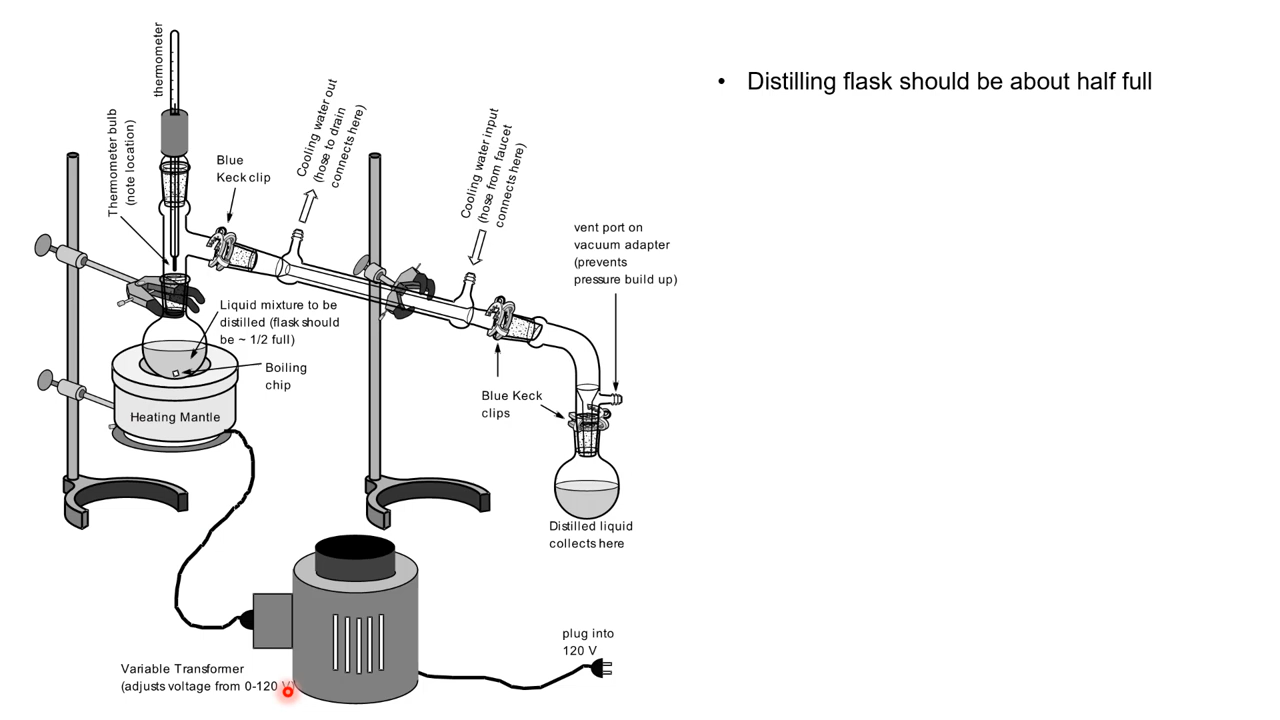 thermometer
Thermometer bulb
(note location)
Blue
Keck clip
Cooling water out
(hose to drain
connects here)
Cooling water input
(hose from faucet
connects here)
vent port on
vacuum adapter
(prevents
pressure build up)
Liquid mixture to be
distilled (flask should
be ~ 1/2 full)
Boiling
chip
Heating Mantle
Blue Keck
clips
Distilled liquid
collects here
plug into
120 V
Variable Transformer
(adjusts voltage from 0-120 V)
• Distilling flask should be about half full